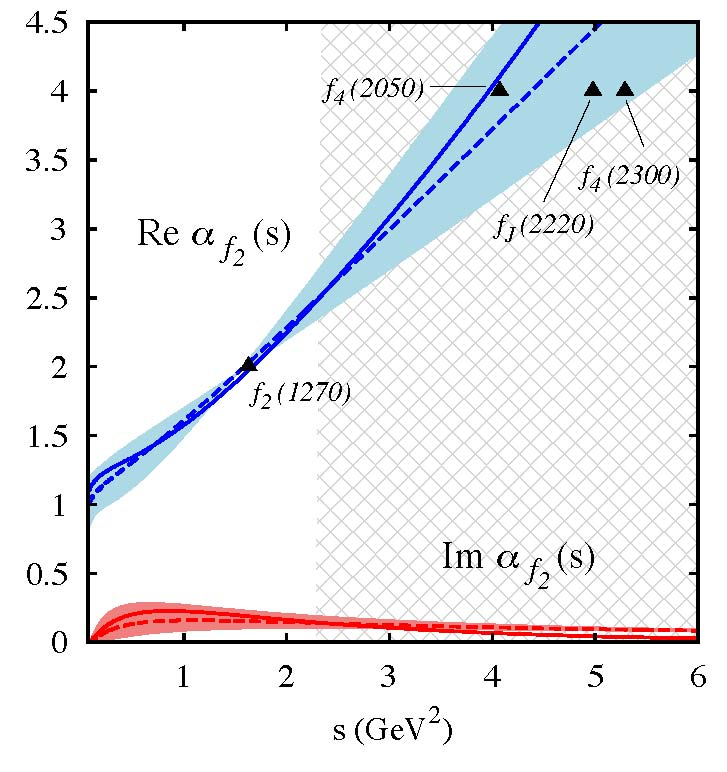 4.5
4
3.5
3
2.5
2
1.5
1
0.5
0
f4(2050)
f4(2300)
fJ(2220)
Re αf2(s)
f2(1270)
Im αf2(s)
1 2 3 4 5 6
s (GeV²)